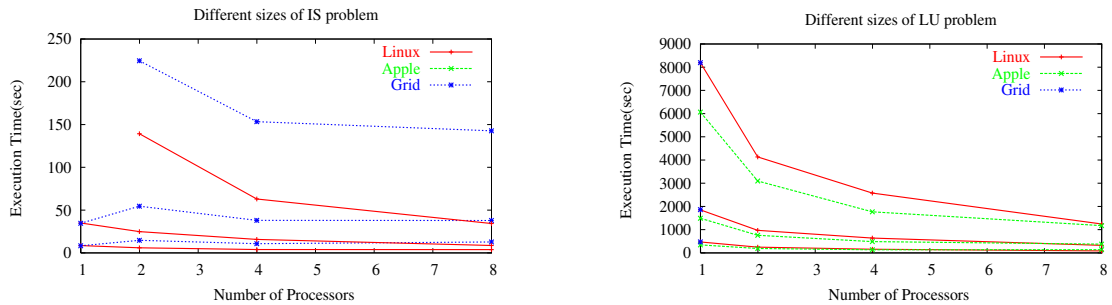 Different sizes of IS problem
250
200
150
100
50
0
1 2 3 4 5 6 7 8
Execution Time(sec)
Number of Processors
Linux
Apple
Grid
Different sizes of LU problem
9000
8000
7000
6000
5000
4000
3000
2000
1000
0
1 2 3 4 5 6 7 8
Execution Time(sec)
Number of Processors
Linux
Apple
Grid